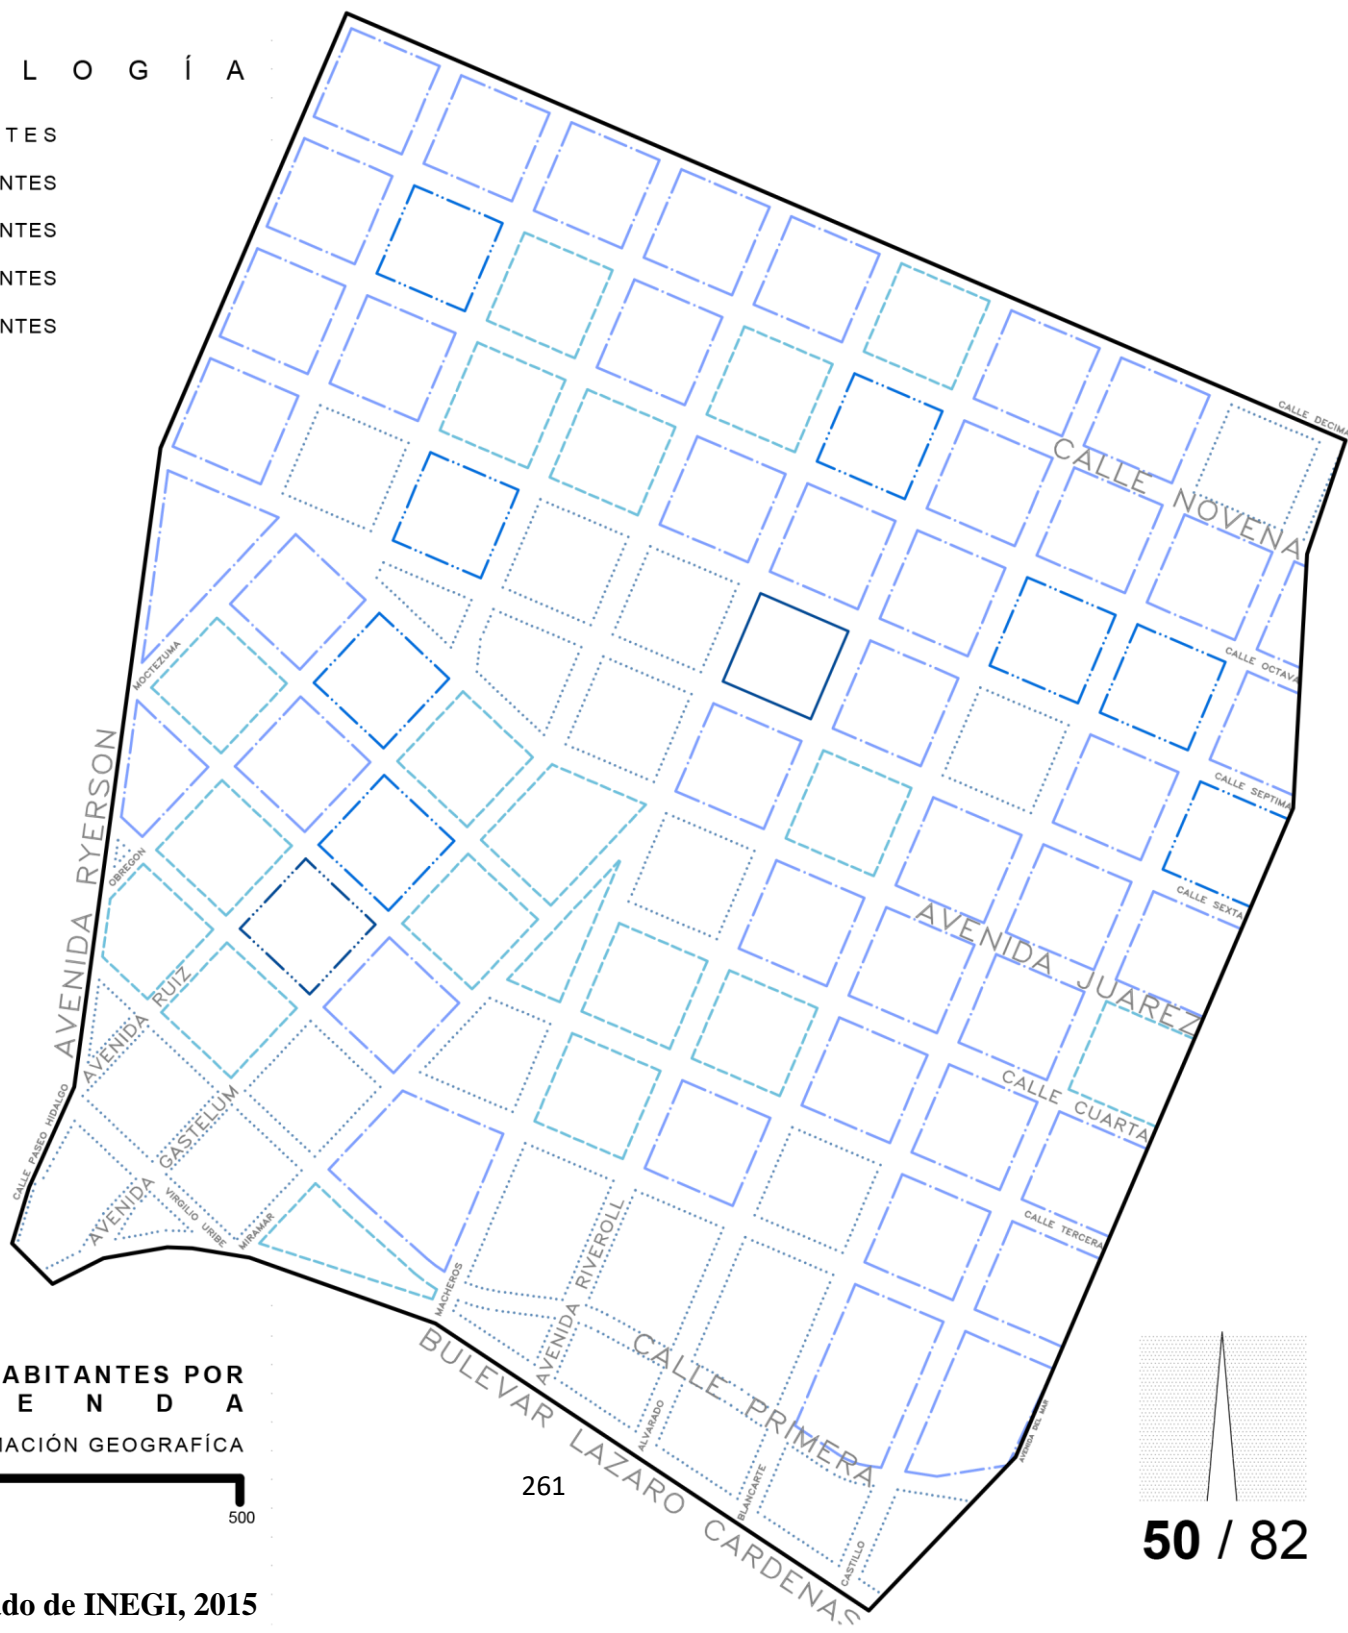 L O G Í A
TES
NTES
NTES
NTES
NTES
CALLE DECIMA
CALLE NOVENA
CALLE OCTAVA
CALLE SEPTIMA
CALLE SEXTA
AVENIDA JUAREZ
CALLE CUARTA
CALLE TERCERA
MOCTEZUMA
AVENIDA RYERSON
OBREGON
AVENIDA RUIZ
CALLE PASEO HIDALGO
AVENIDA GASTELUM
VIRGILIO URIBE
MIRAMAR
MACHEROS
AVENIDA RIVEROLL
CALLE PRIMERA
ALVARADO
BLANCARTE
CASTILLO
AVENIDA DEL MAR
BULEVAR LAZARO CARDENAS
ABITANTES POR
E N D A
MACIÓN GEOGRAFÍCA
500
261
50 / 82
do de INEGI, 2015